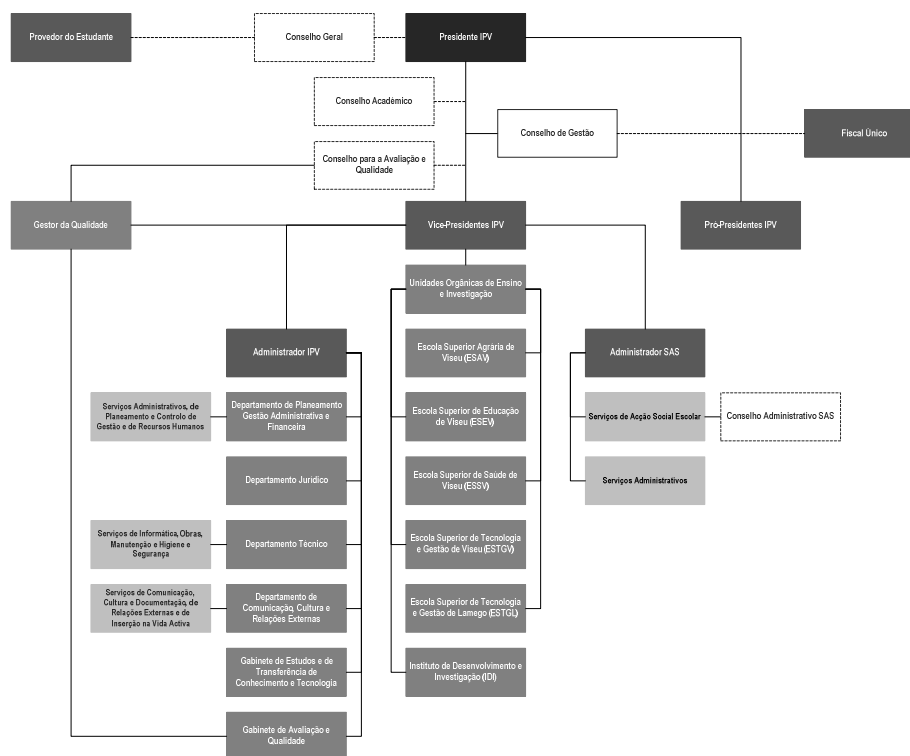 Provedor do Estudante
Conselho Geral
Presidente IPV
Conselho Académico
Conselho de Gestão
Fiscal Único
Conselho para a Avaliação e
Qualidade
Gestor da Qualidade
Vice-Presidentes IPV
Pró-Presidentes IPV
Unidades Orgânicas de Ensino
e Investigação
Administrador IPV
Escola Superior Agrária de
Viseu (ESAV)
Administrador SAS
Serviços Administrativos, de
Planeamento e Controlo de
Gestão e de Recursos Humanos
Departamento de Planeamento
Gestão Administrativa e
Financeira
Escola Superior de Educação
de Viseu (ESEV)
Serviços de Acção Social Escolar
Conselho Administrativo SAS
Departamento Jurídico
Escola Superior de Saúde de
Viseu (ESSV)
Serviços Administrativos
Serviços de Informática, Obras,
Manutenção e Higiene e
Segurança
Departamento Técnico
Escola Superior de Tecnologia
e Gestão de Viseu (ESTGV)
Serviços de Comunicação,
Cultura e Documentação, de
Relações Externas e de
Inserção na Vida Activa
Departamento de
Comunicação, Cultura e
Relações Externas
Escola Superior de Tecnologia
e Gestão de Lamego (ESTGL)
Gabinete de Estudos e de
Transferência de
Conhecimento e Tecnologia
Instituto de Desenvolvimento e
Investigação (IDI)
Gabinete de Avaliação e
Qualidade